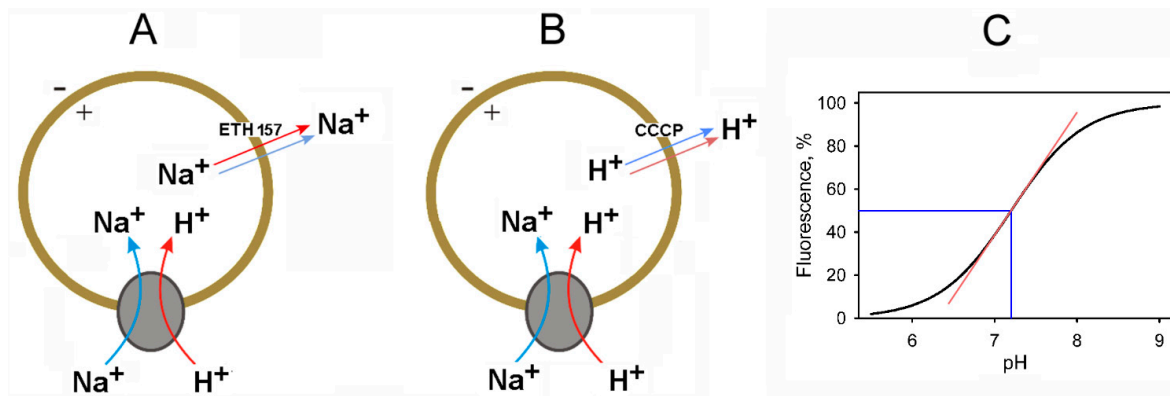 A
B
C
-
+
ETH 157
Na⁺
Na⁺
Na⁺
H⁺
Na⁺
H⁺
-
+
CCCP
H⁺
H⁺
Na⁺
H⁺
Na⁺
H⁺
Fluorescence, %
100
80
60
40
20
0
6
7
8
9
pH